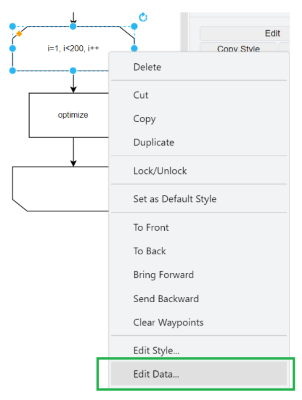 Edit
Copy Style
i=1, i<200, i++
Delete
Cut
Copy
optimize
Duplicate
Lock/Unlock
Set as Default Style
To Front
To Back
Bring Forward
Send Backward
Clear Waypoints
Edit Style...
Edit Data...